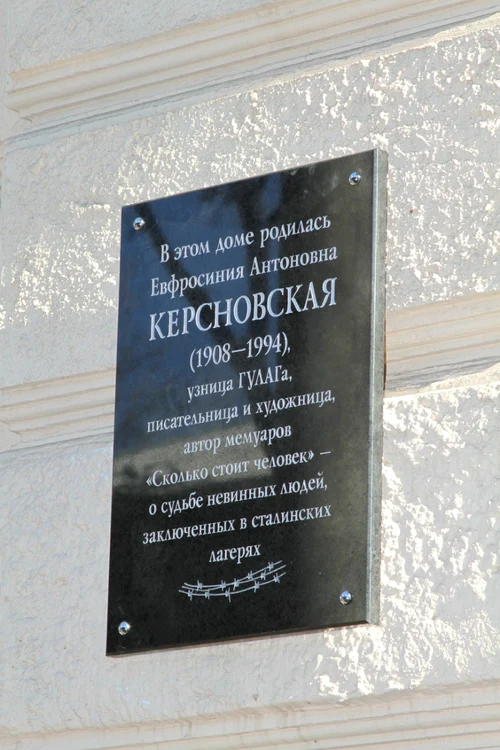 В этом доме родилась
Евфросиния Антоновна
КЕРСНОВСКАЯ
(1908–1994),
узница ГУЛАГа,
писательница и художница,
автор мемуаров
«Сколько стоит человек» –
о судьбе невинных людей,
заключенных в сталинских
лагерях